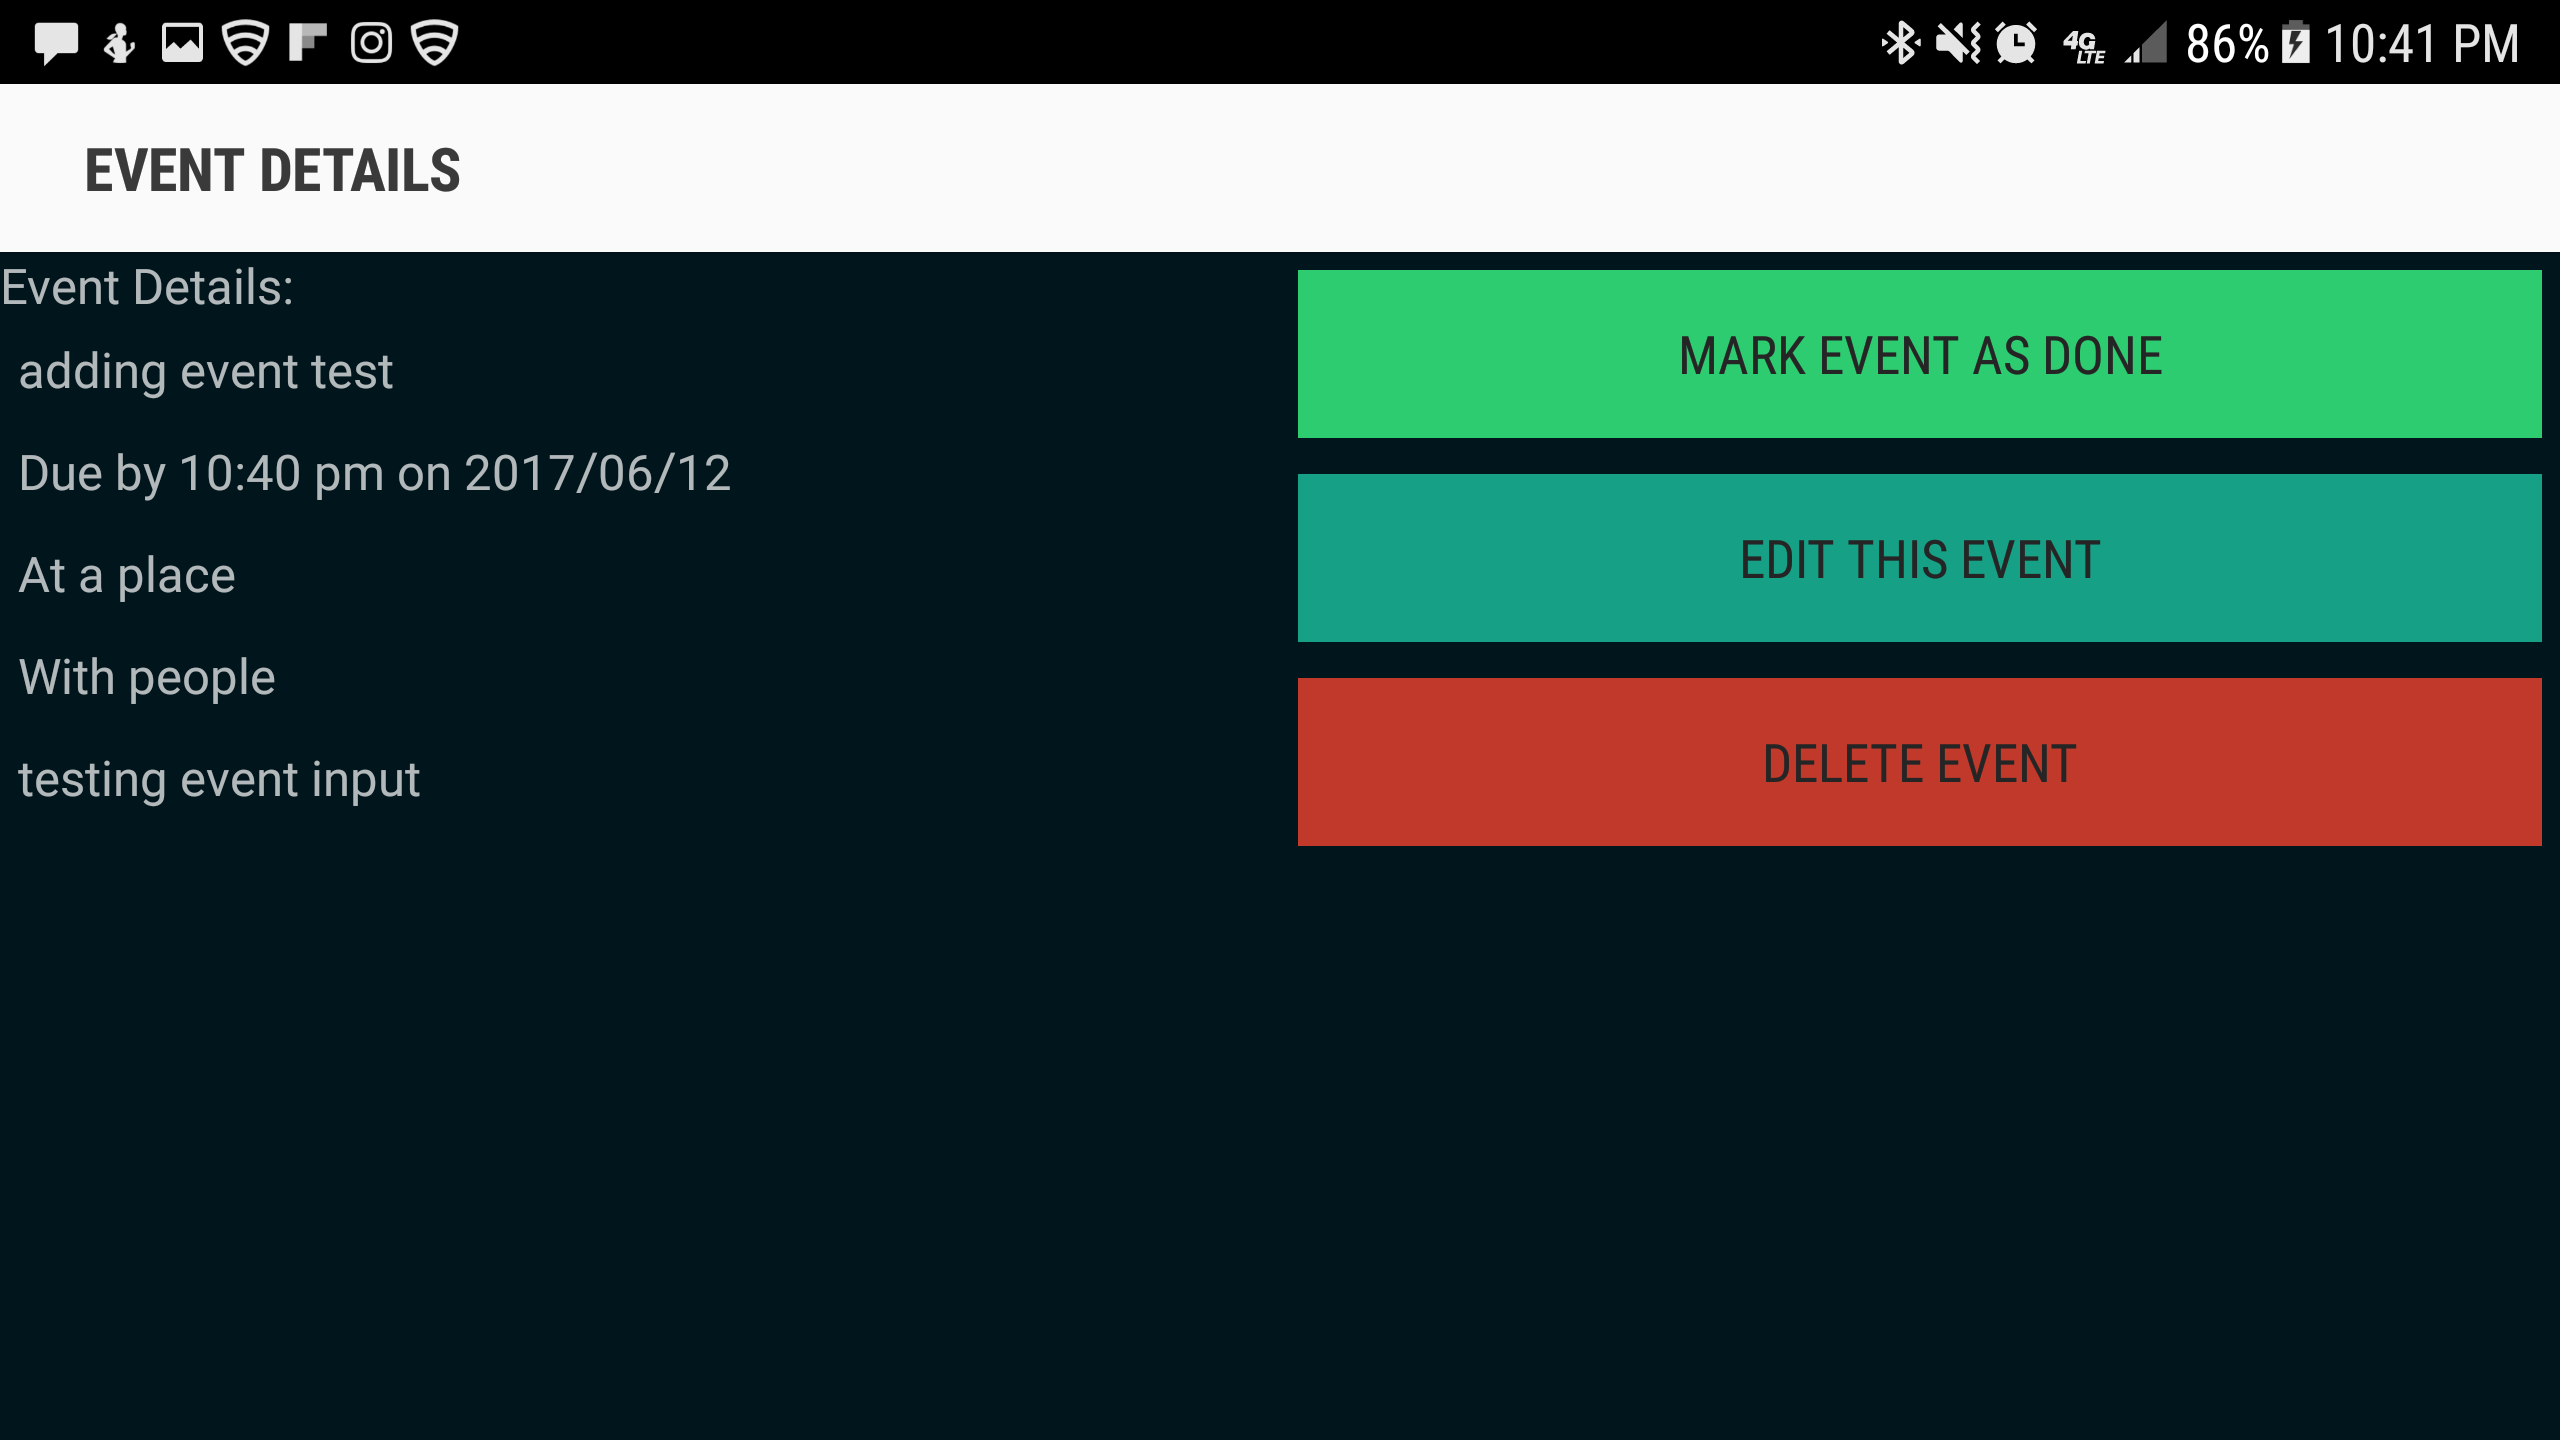 4G LTE 86% 10:41 PM
EVENT DETAILS
Event Details:
adding event test
Due by 10:40 pm on 2017/06/12
At a place
With people
testing event input
MARK EVENT AS DONE
EDIT THIS EVENT
DELETE EVENT